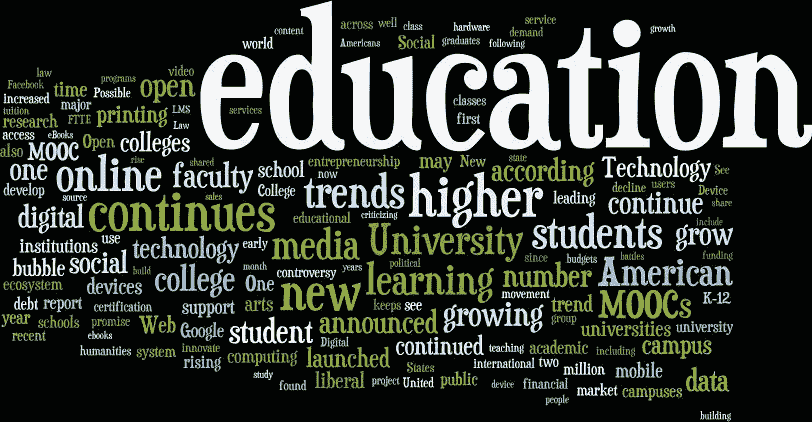 content across well class hardware service
world Americans Social graduates following demand growth
education
law programs video
Facebook time Possible open
increased major services classes
tuition FTTE printing LMS first
research Law
access eBooks Open colleges
also MOOC rise shared entrepreneurship may New state
one online faculty school now according Technology See
develop source College trends higher leading decline users Device
digital continues sales educational criticizing continue share
institutions use technology early media University students include grow
bubble social build college month controversy years political since budgets battles funding
ecosystem devices One new learning number American
debt report certification support arts keeps see movement trend MOOCs K-12
year schools promise Web Google student announced growing group universities university
recent ebooks innovate Digital continued teaching academic including campus
humanities system rising computing launched States international two million mobile
study found liberal project United public device financial market campuses data
people building